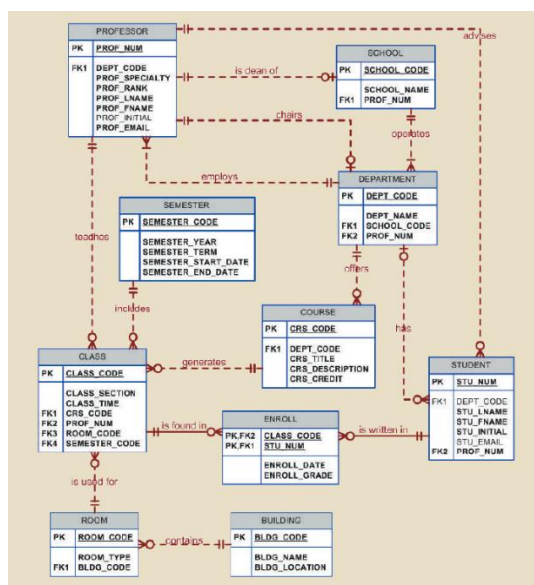 PROFESSOR
PK PROF_NUM
FK1 DEPT_CODE
PROF_SPECIALTY
PROF_RANK
PROF_LNAME
PROF_FNAME
PROF_INITIAL
PROF_EMAIL
advises
SCHOOL
PK SCHOOL_CODE
SCHOOL_NAME
FK1 PROF_NUM
is dean of
chairs
operates
employs
DEPARTMENT
PK DEPT_CODE
DEPT_NAME
FK1 SCHOOL_CODE
FK2 PROF_NUM
SEMESTER
PK SEMESTER_CODE
SEMESTER_YEAR
SEMESTER_TERM
SEMESTER_START_DATE
SEMESTER_END_DATE
teaches
offers
includes
COURSE
PK CRS_CODE
FK1 DEPT_CODE
CRS_TITLE
CRS_DESCRIPTION
CRS_CREDIT
has
generates
CLASS
PK CLASS_CODE
CLASS_SECTION
CLASS_TIME
FK1 CRS_CODE
FK2 PROF_NUM
FK3 ROOM_CODE
FK4 SEMESTER_CODE
STUDENT
PK STU_NUM
FK1 DEPT_CODE
STU_LNAME
STU_FNAME
STU_INITIAL
STU_EMAIL
FK2 PROF_NUM
is found in
ENROLL
PK,FK2 CLASS_CODE
PK,FK1 STU_NUM
ENROLL_DATE
ENROLL_GRADE
is written in
is used for
ROOM
PK ROOM_CODE
ROOM_TYPE
FK1 BLDG_CODE
contains
BUILDING
PK BLDG_CODE
BLDG_NAME
BLDG_LOCATION